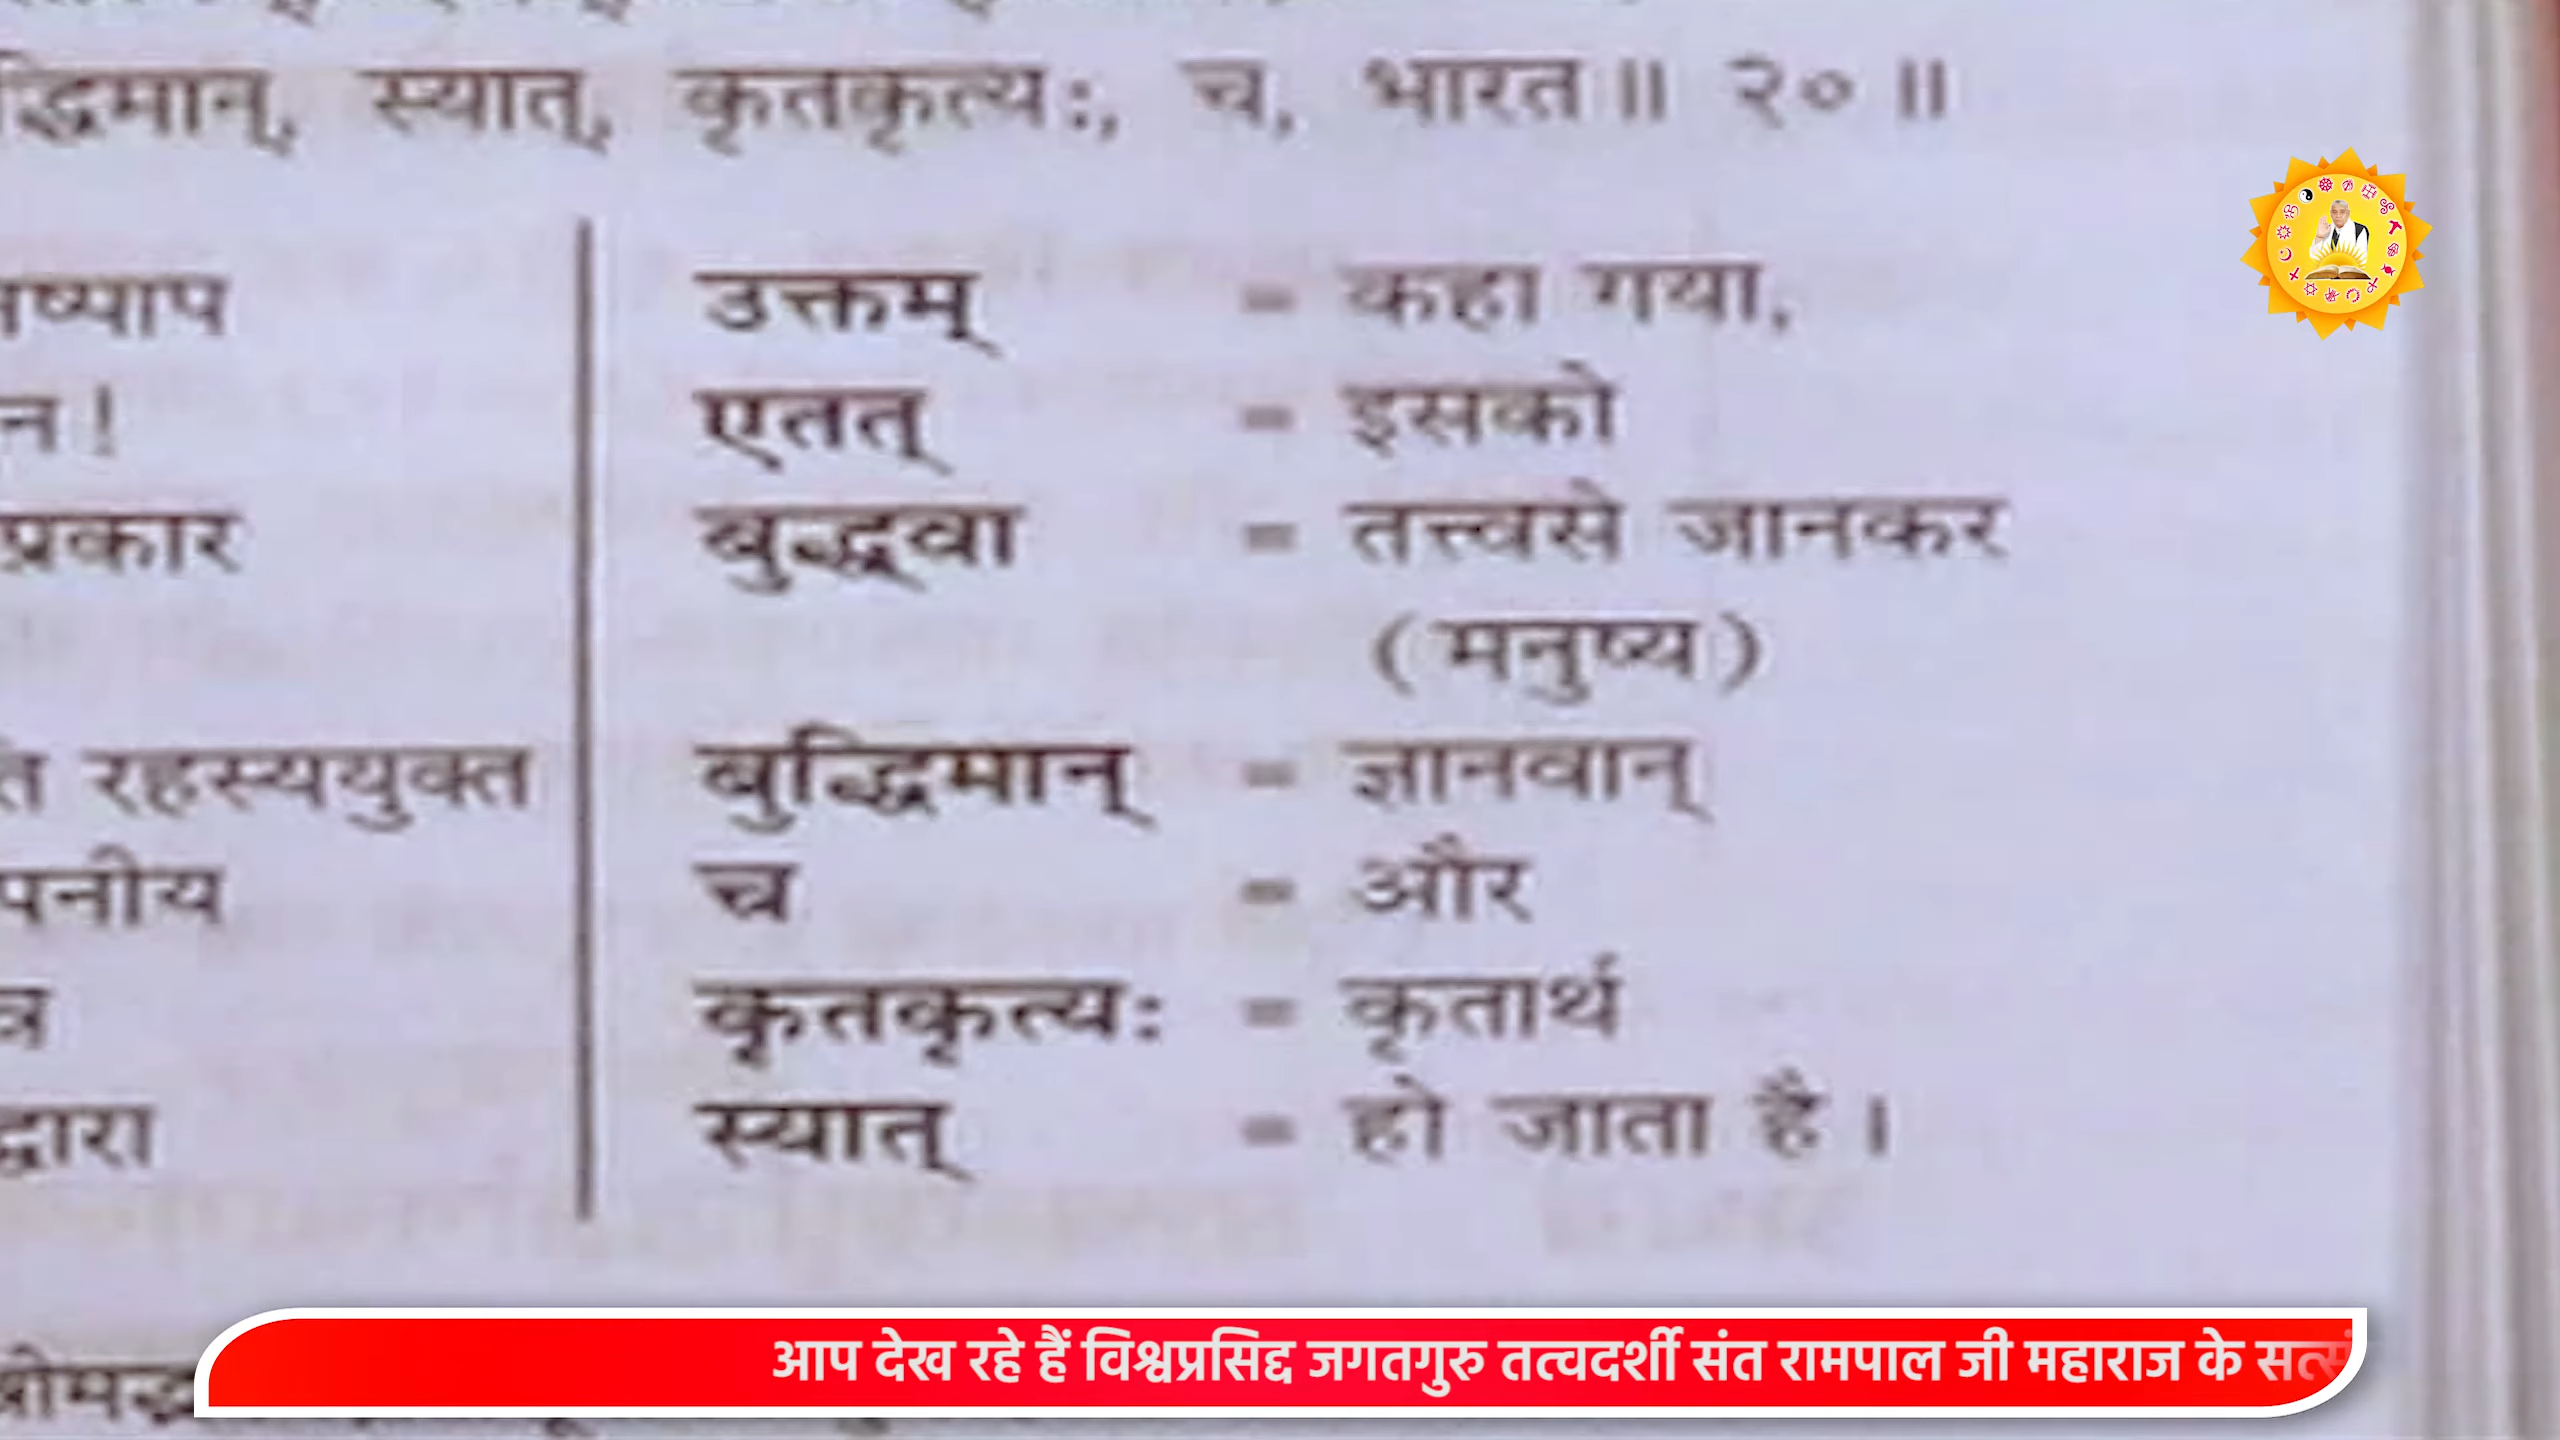 द्धिमान्, स्यात्, कृतकृत्यः, च, भारत॥ २०॥
ष्पाप
न!
प्रकार
ति रहस्ययुक्त
पनीय
त्र
द्वारा
उक्तम् = कहा गया,
एतत् = इसको
बुद्ध्वा = तत्त्वसे जानकर
(मनुष्य)
बुद्धिमान् = ज्ञानवान्
च = और
कृतकृत्यः = कृतार्थ
स्यात् = हो जाता है।
आप देख रहे हैं विश्वप्रसिद्द जगतगुरु तत्वदर्शी संत रामपाल जी महाराज के